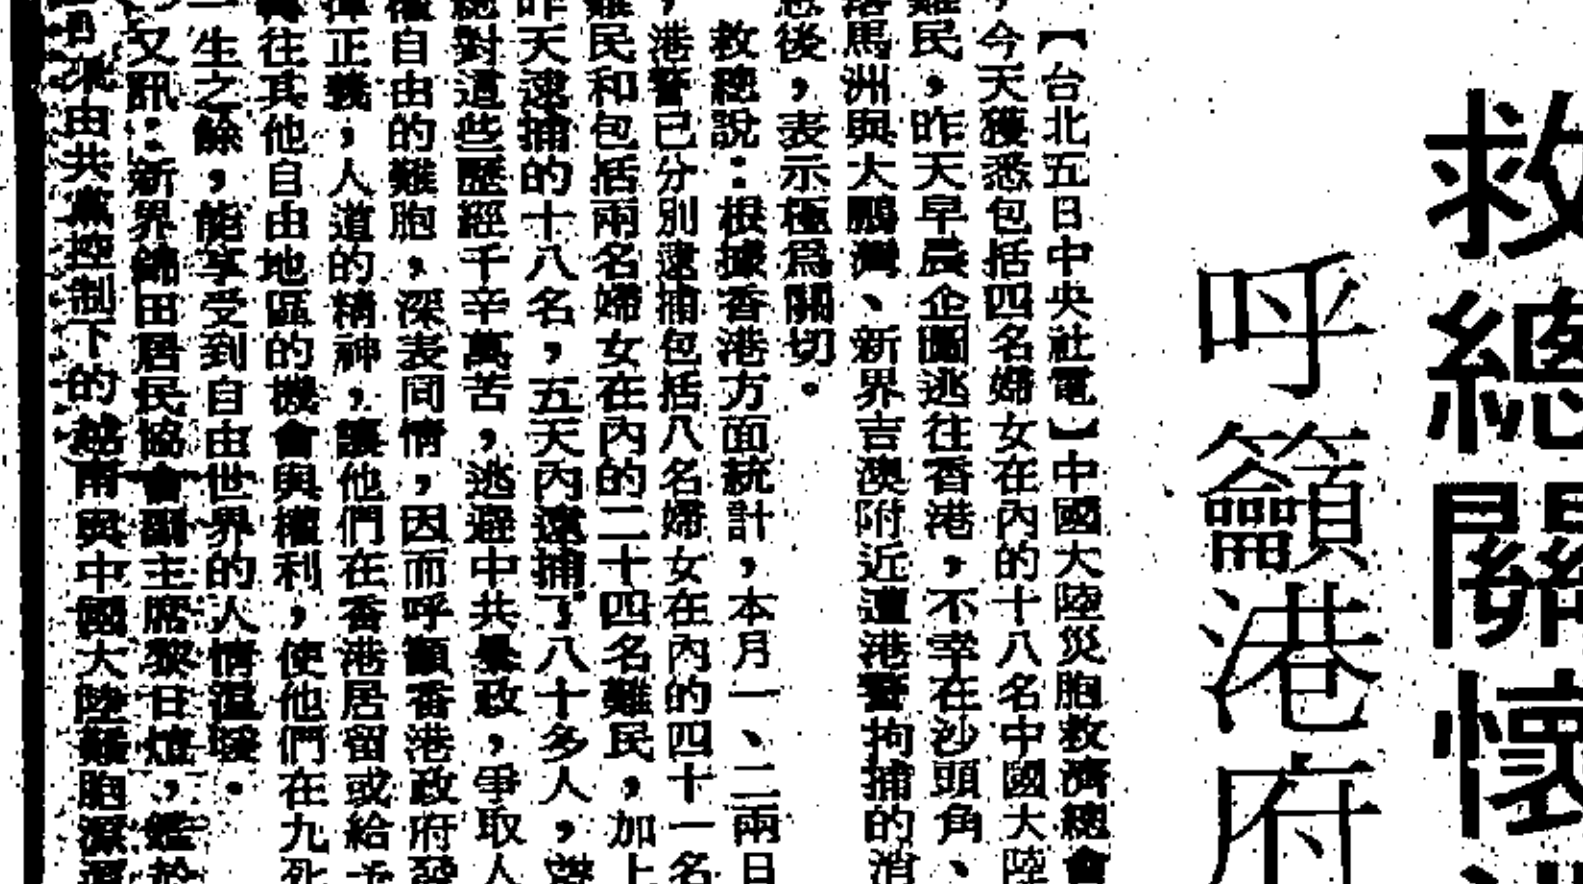 救總關懷
呼籲港府
【台北五日中央社電】中國大陸災胞救濟總會
，今天獲悉包括四名婦女在內的十八名中國大陸
難民，昨天早晨企圖逃往香港，不幸在沙頭角、
落馬洲與大鵬灣、新界吉澳附近遭港警拘捕的消
息後，表示極為關切。
救總說：根據香港方面統計，本月一、二兩日
，港警已分別逮捕包括八名婦女在內的四十一名
難民和包括兩名婦女在內的二十四名難民，加上
昨天逮捕的十八名，五天內逮捕了八十多人，
總對這些歷經千辛萬苦，逃避中共暴政，爭取人
權自由的難胞，深表同情，因而呼籲香港政府發
揮正義，人道的精神，讓他們在香港居留或給予
往其他自由地區的機會與權利，使他們在九死
一生之餘，能享受到自由世界的人情溫暖。
又訊：新界錦田居民協會副主席黎日 ，鑑於
由共黨控制下的越南與中國大陸難胞